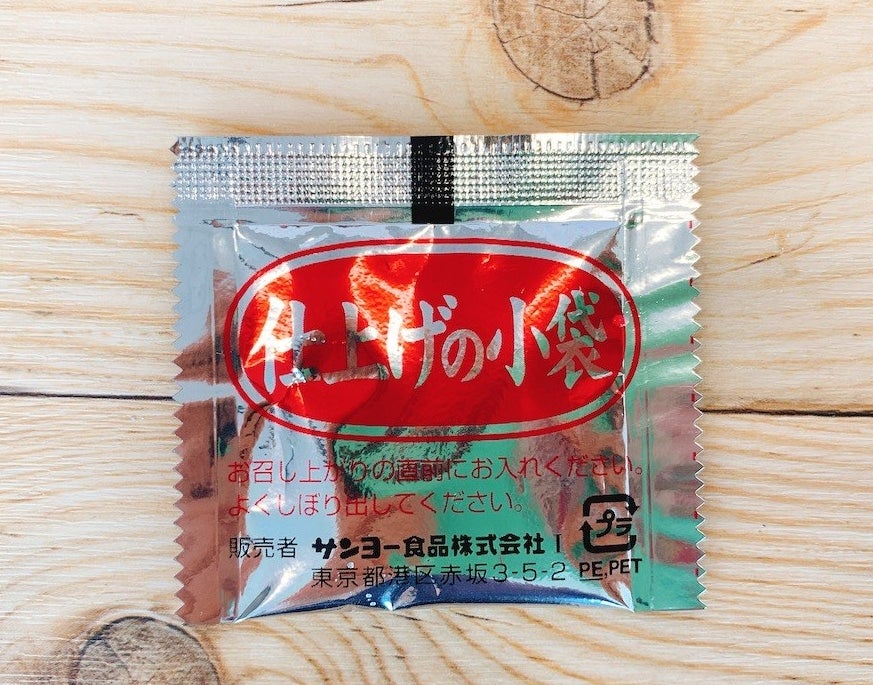 仕上げの小袋
お召し上がりの直前にお入れください。
よくしぼり出してください。
販売者 サンヨー食品株式会社 I
東京都港区赤坂3-5-2
プラ
PE,PET